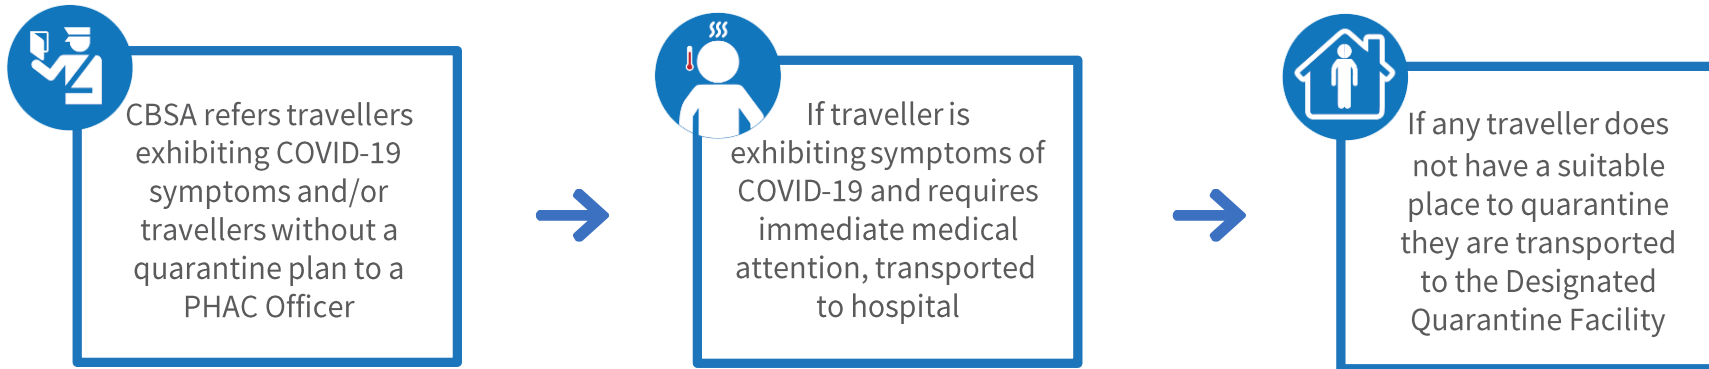 CBSA refers travellers
exhibiting COVID-19
symptoms and/or
travellers without a
quarantine plan to a
PHAC Officer
If traveller is
exhibiting symptoms of
COVID-19 and requires
immediate medical
attention, transported
to hospital
If any traveller does
not have a suitable
place to quarantine
they are transported
to the Designated
Quarantine Facility